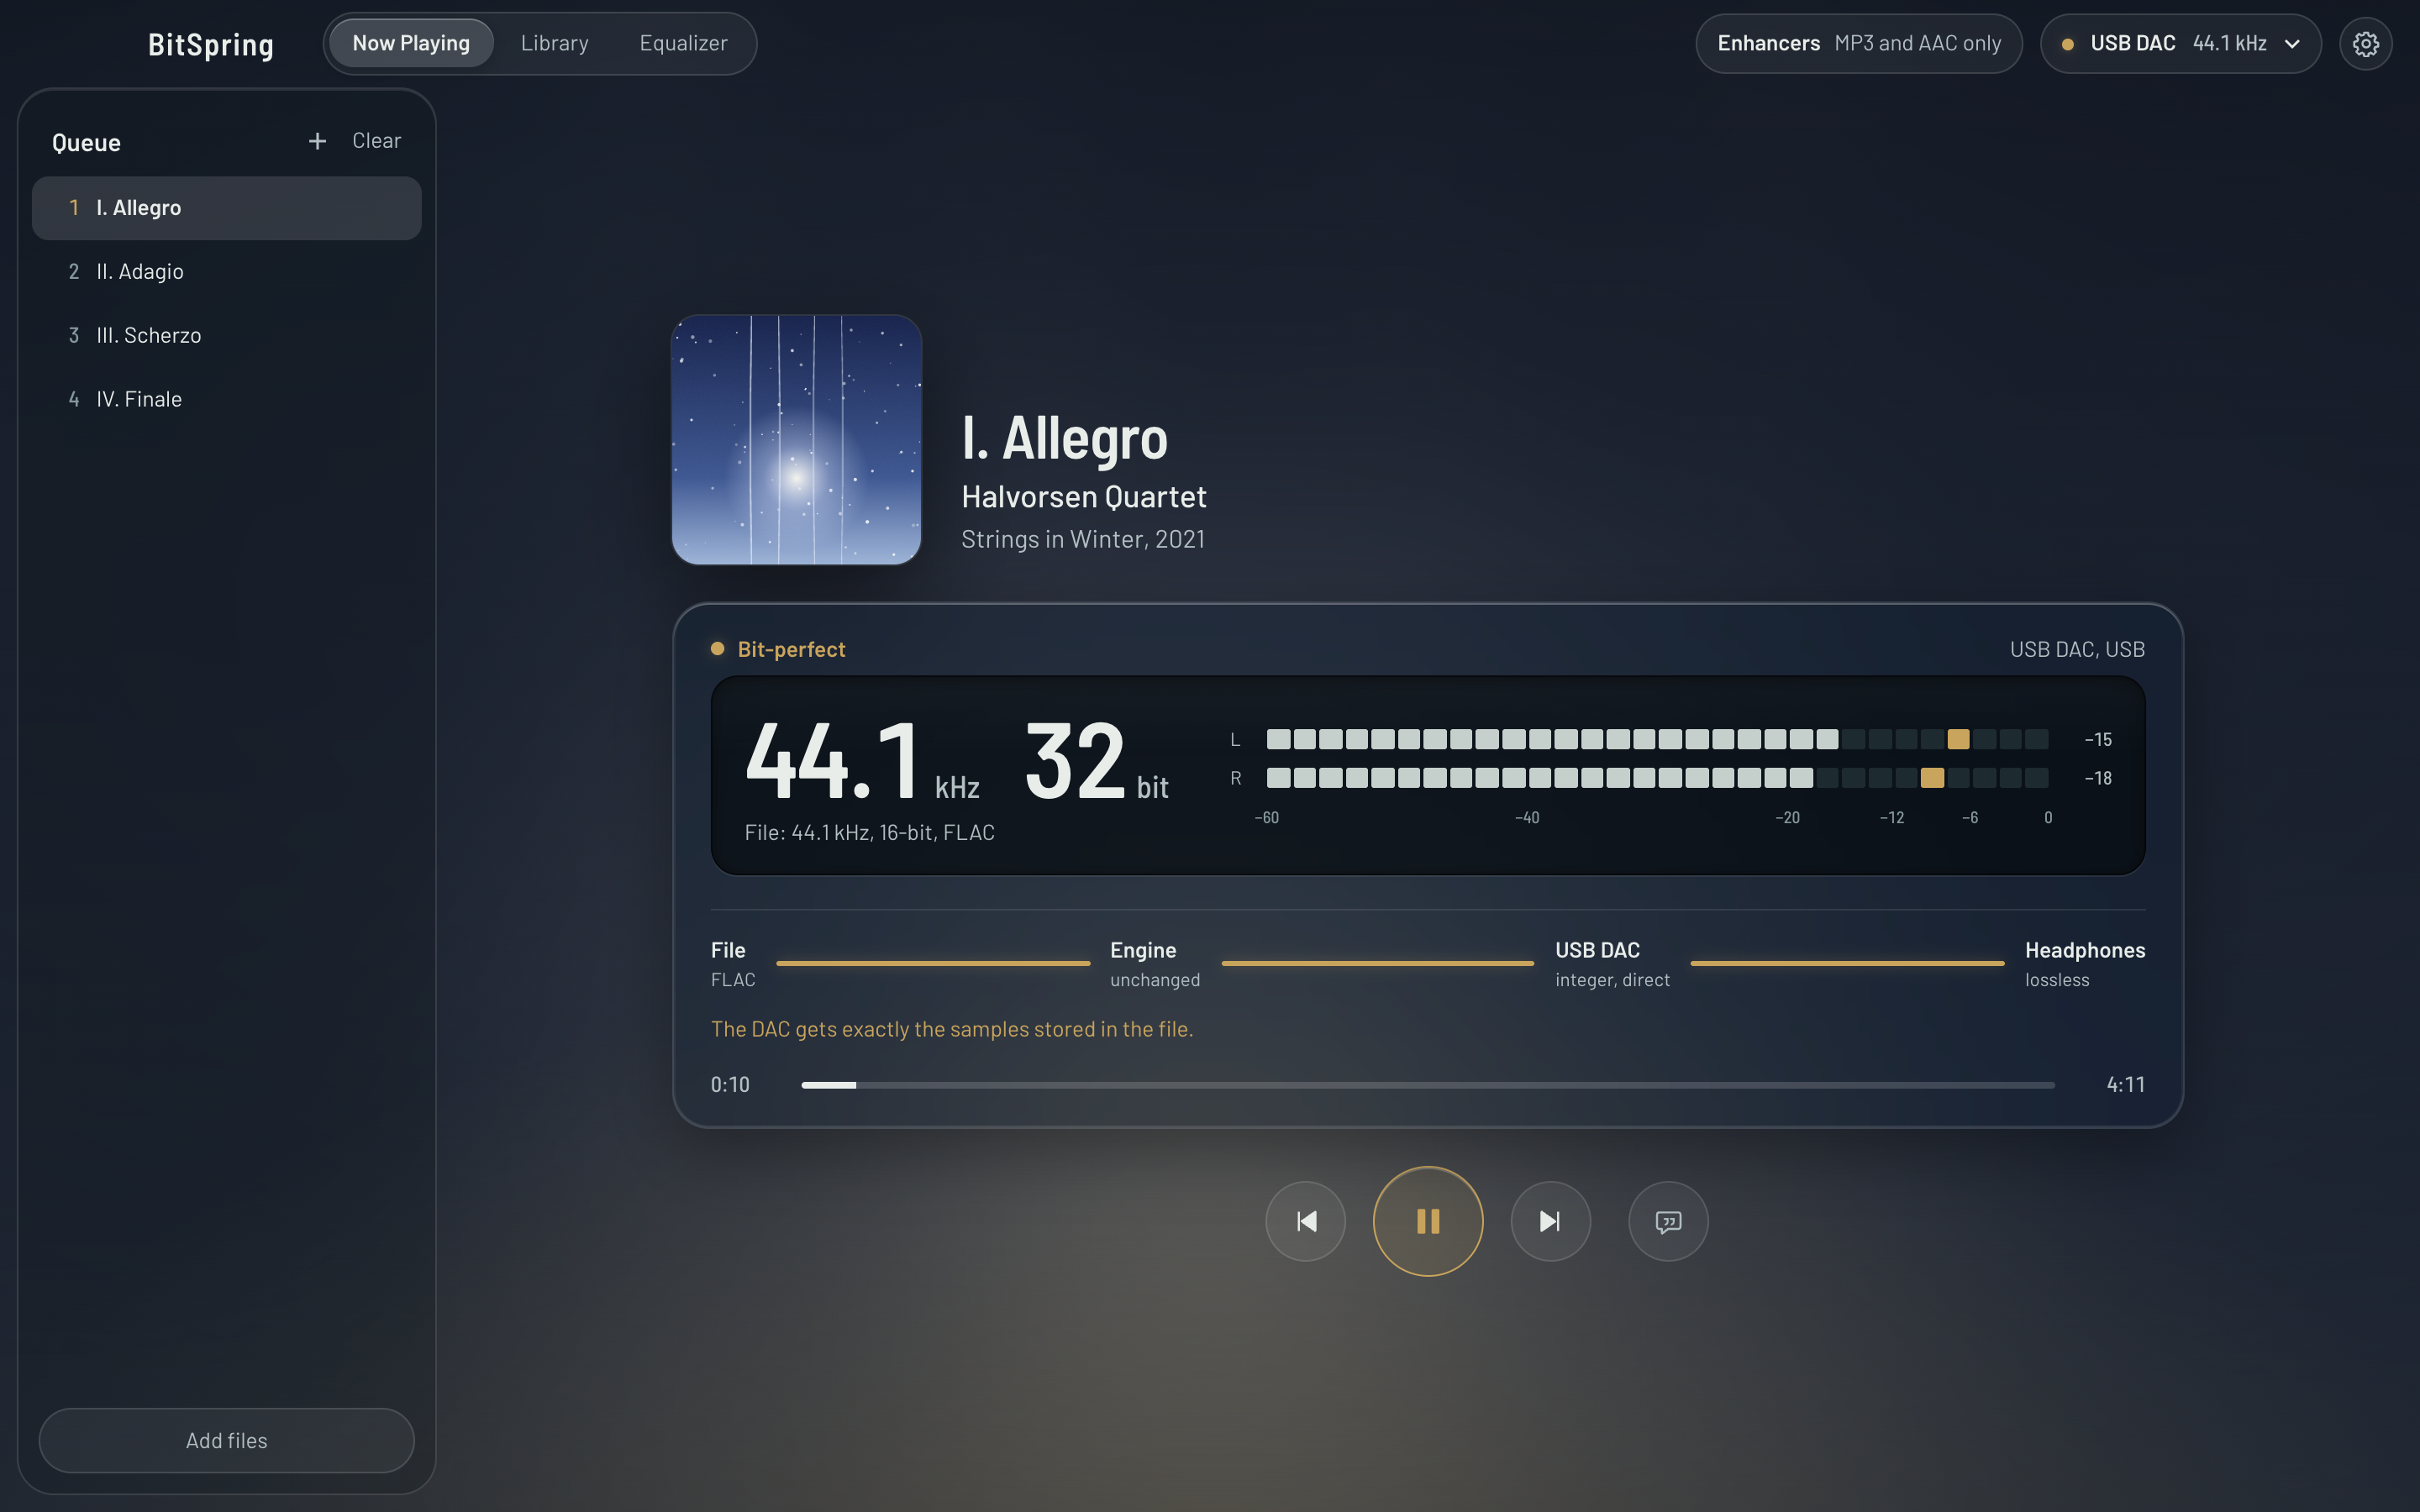 BitSpring
Now Playing Library Equalizer
Enhancers MP3 and AAC only
USB DAC 44.1 kHz
Queue + Clear
1 I. Allegro
2 II. Adagio
3 III. Scherzo
4 IV. Finale
Add files
I. Allegro
Halvorsen Quartet
Strings in Winter, 2021
Bit-perfect
USB DAC, USB
44.1 kHz 32 bit
File: 44.1 kHz, 16-bit, FLAC
L −15
R −18
−60 −40 −20 −12 −6 0
File Engine USB DAC Headphones
FLAC unchanged integer, direct lossless
The DAC gets exactly the samples stored in the file.
0:10 4:11